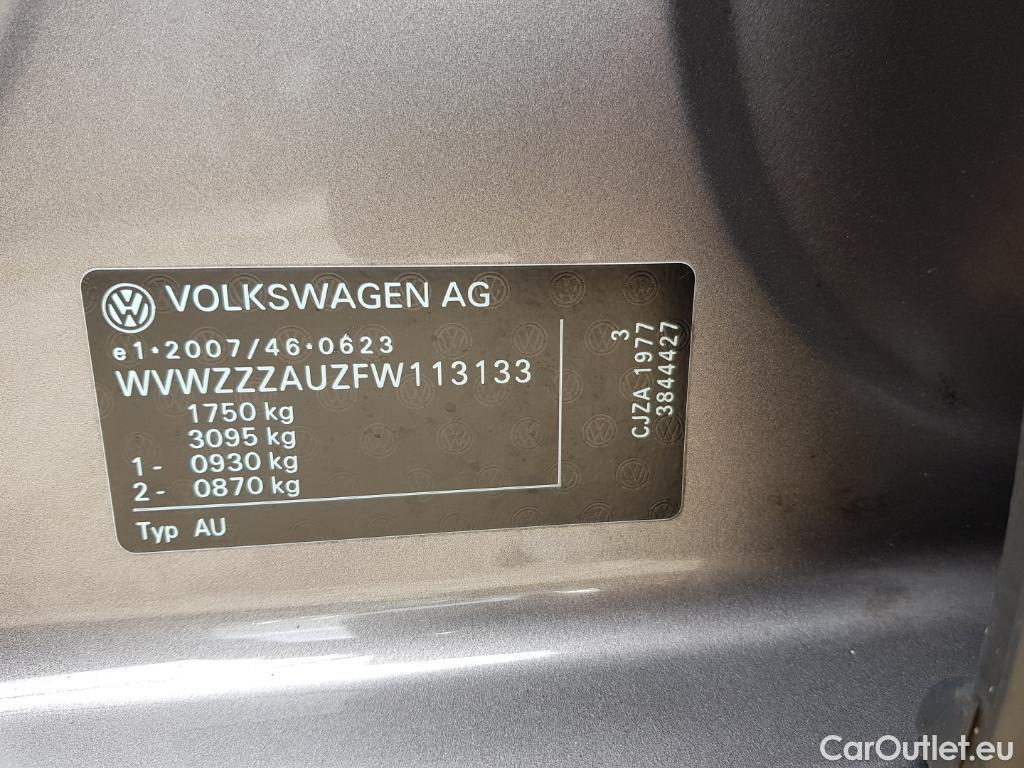 VOLKSWAGEN AG
e1*2007/46*0623
WVWZZZAUZFW113133
1750 kg
3095 kg
1 - 0930 kg
2 - 0870 kg
Typ AU
3
CJZA 1977
3844427
CarOutlet.eu